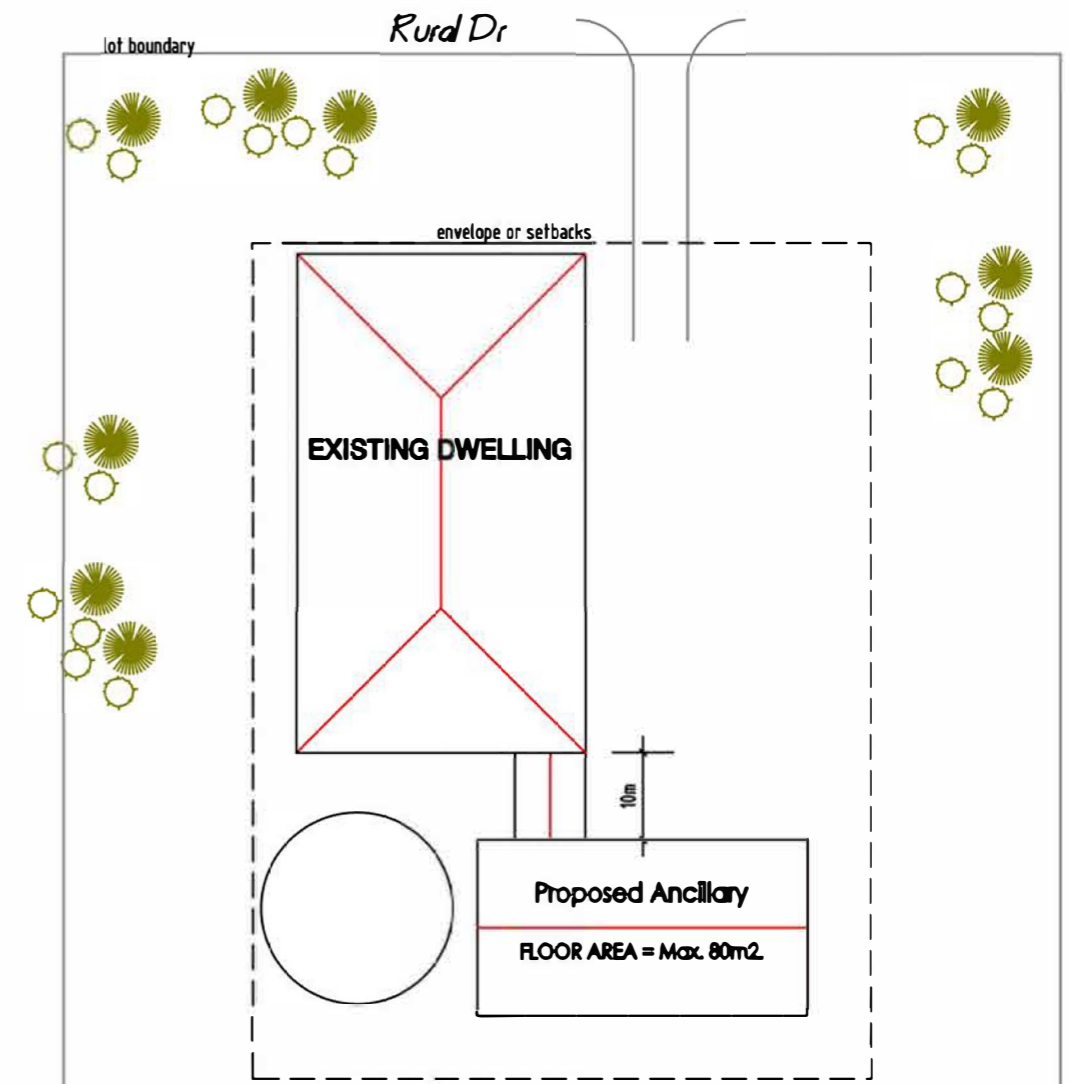 Rural Dr
lot boundary
envelope or setbacks
EXISTING DWELLING
10m
Proposed Ancillary
FLOOR AREA = Max. 80m2.